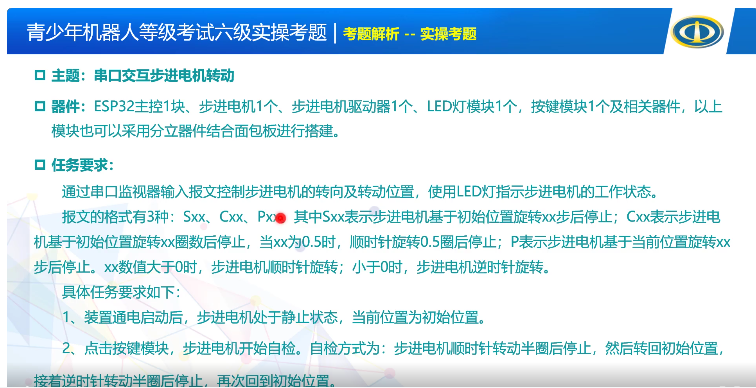 青少年机器人等级考试六级实操考题 | 考题解析 -- 实操考题
主题：串口交互步进电机转动
器件：ESP32主控1块、步进电机1个、步进电机驱动器1个、LED灯模块1个，按键模块1个及相关器件，以上
模块也可以采用分立器件结合面包板进行搭建。
任务要求：
通过串口监视器输入报文控制步进电机的转向及转动位置，使用LED灯指示步进电机的工作状态。
报文的格式有3种：Sxx、Cxx、Pxx 其中Sxx表示步进电机基于初始位置旋转xx步后停止；Cxx表示步进电
机基于初始位置旋转xx圈数后停止，当xx为0.5时，顺时针旋转0.5圈后停止；P表示步进电机基于当前位置旋转xx
步后停止。xx数值大于0时，步进电机顺时针旋转；小于0时，步进电机逆时针旋转。
具体任务要求如下：
1、装置通电启动后，步进电机处于静止状态，当前位置为初始位置。
2、点击按键模块，步进电机开始自检。自检方式为：步进电机顺时针转动半圈后停止，然后转回初始位置，
接着逆时针转动半圈后停止，再次回到初始位置。